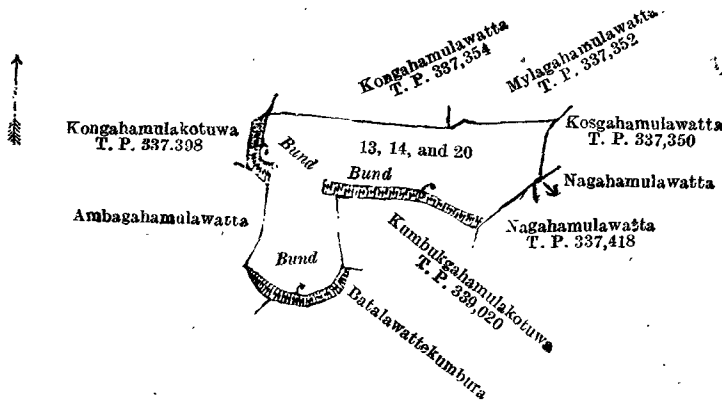 Kongahamulawatta
T. P. 337,354
Mylagahamulawatta
T. P. 337,352
Kongahamulakotuwa
T. P. 337.398
Bund
13, 14, and 20
Bund
Kosgahamulawatta
T. P. 337,350
Nagahamulawatta
Ambagahamulawatta
Nagahamulawatta
T. P. 337,418
Bund
Kumbukgahamulakotuwa
T. P. 339,020
Batalawattekumbura